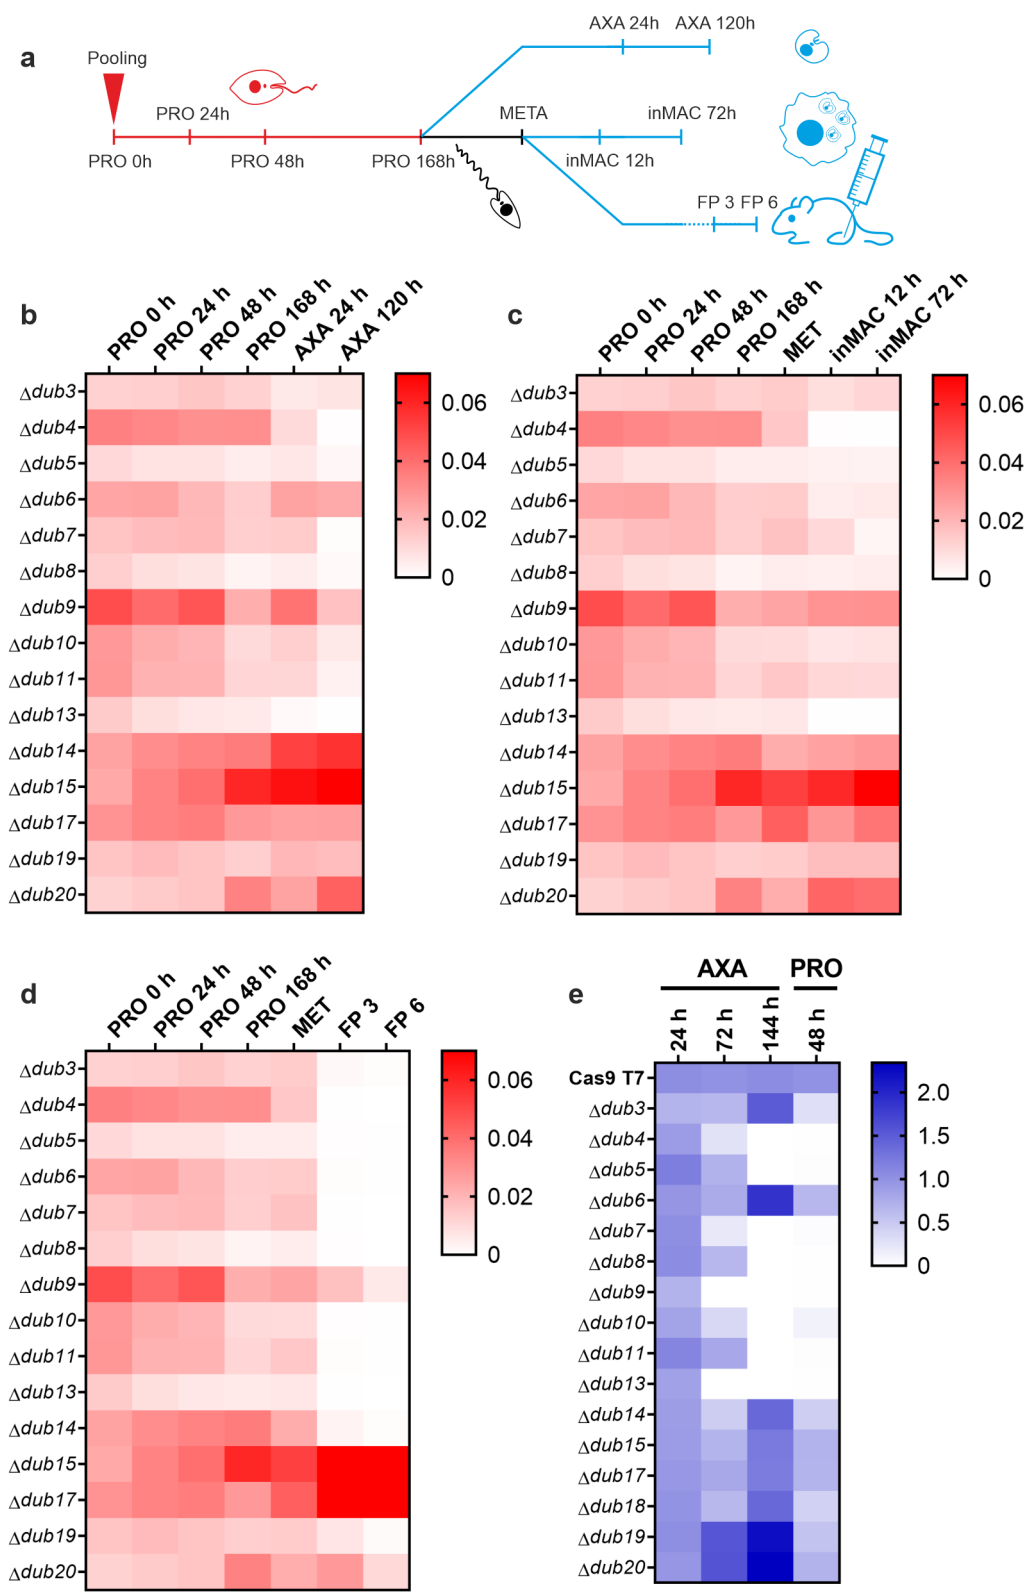 a
Pooling
PRO 0h
PRO 24h
PRO 48h
PRO 168h
META
AXA 24h
AXA 120h
inMAC 12h
inMAC 72h
FP 3 FP 6
b
PRO 0 h
PRO 24 h
PRO 48 h
PRO 168 h
AXA 24 h
AXA 120 h
Δdub3
Δdub4
Δdub5
Δdub6
Δdub7
Δdub8
Δdub9
Δdub10
Δdub11
Δdub13
Δdub14
Δdub15
Δdub17
Δdub19
Δdub20
0.06
0.04
0.02
0
c
PRO 0 h
PRO 24 h
PRO 48 h
PRO 168 h
MET
inMAC 12 h
inMAC 72 h
Δdub3
Δdub4
Δdub5
Δdub6
Δdub7
Δdub8
Δdub9
Δdub10
Δdub11
Δdub13
Δdub14
Δdub15
Δdub17
Δdub19
Δdub20
0.06
0.04
0.02
0
d
PRO 0 h
PRO 24 h
PRO 48 h
PRO 168 h
MET
FP 3
FP 6
Δdub3
Δdub4
Δdub5
Δdub6
Δdub7
Δdub8
Δdub9
Δdub10
Δdub11
Δdub13
Δdub14
Δdub15
Δdub17
Δdub19
Δdub20
0.06
0.04
0.02
0
e
AXA PRO
24 h
72 h
144 h
48 h
Cas9 T7
Δdub3
Δdub4
Δdub5
Δdub6
Δdub7
Δdub8
Δdub9
Δdub10
Δdub11
Δdub13
Δdub14
Δdub15
Δdub17
Δdub18
Δdub19
Δdub20
2.0
1.5
1.0
0.5
0